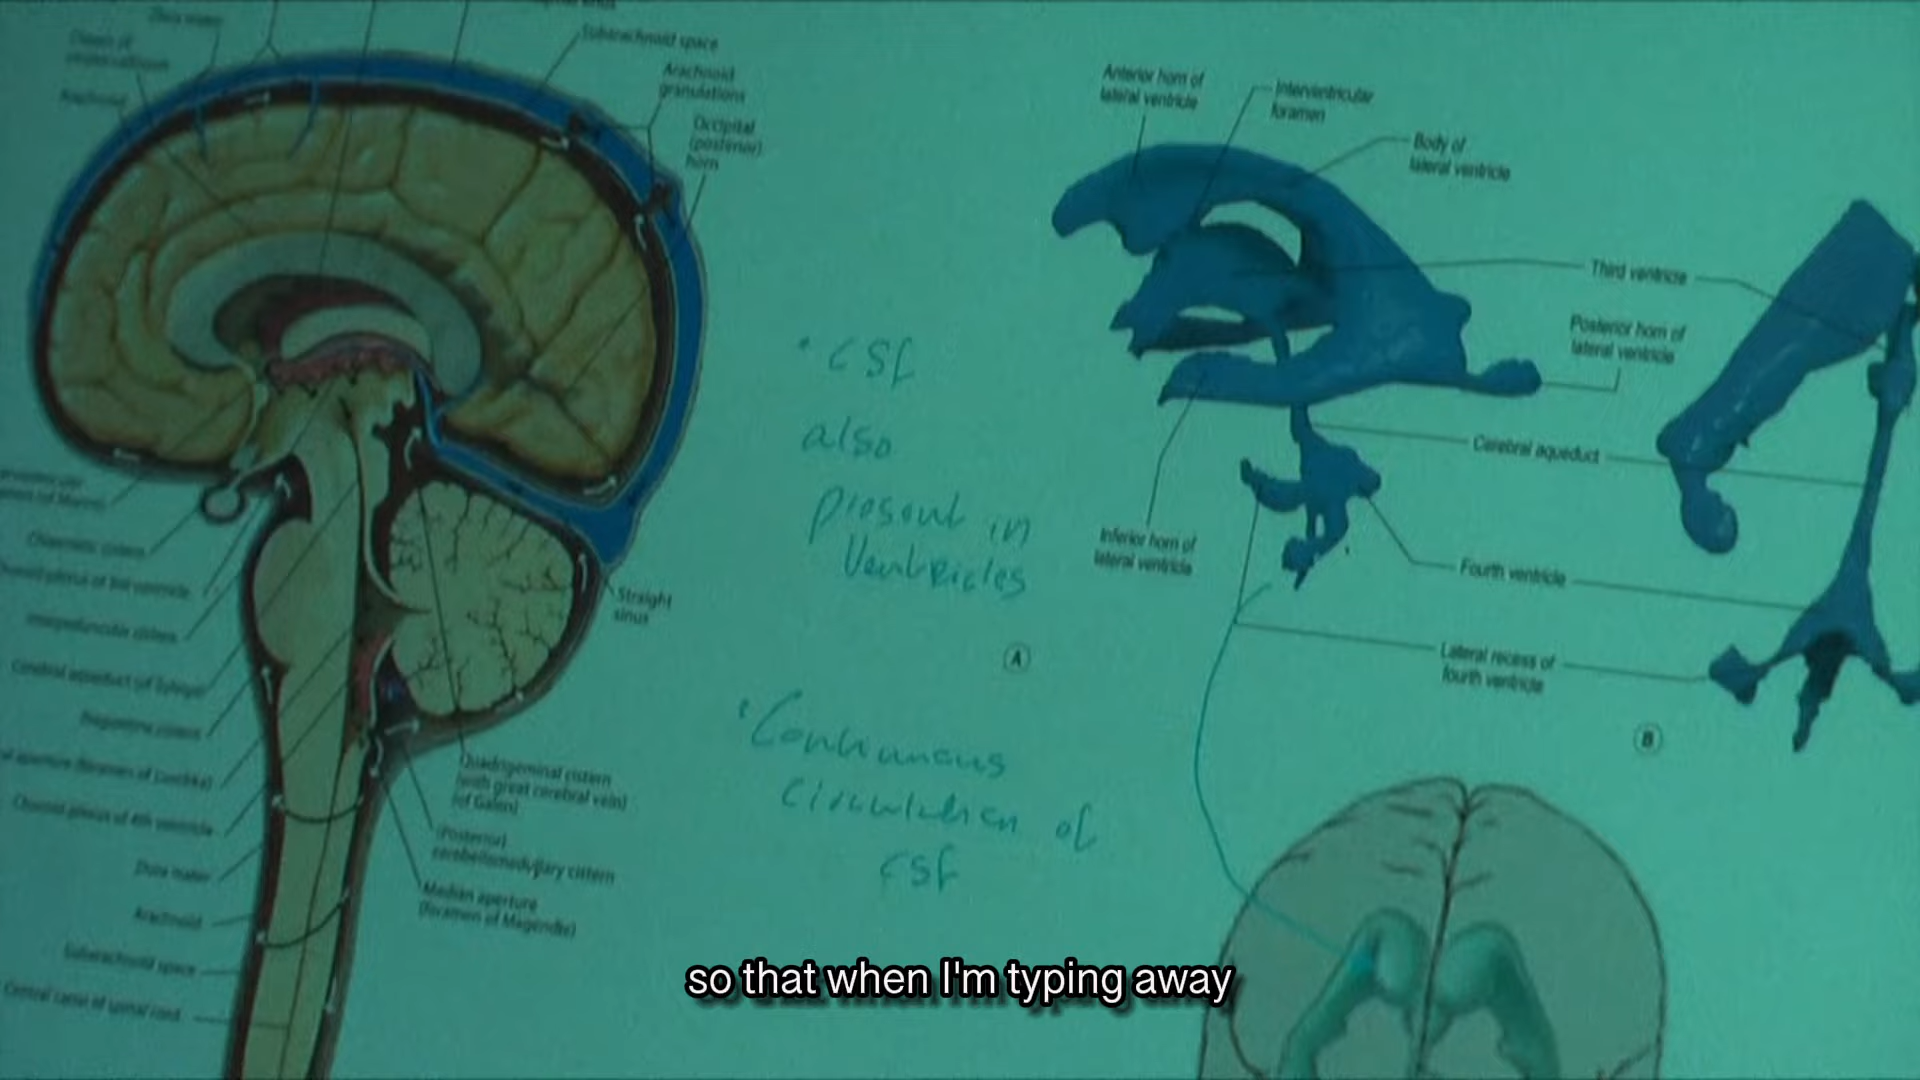 Subarachnoid space
Arachnoid
granulations
Occipital
(posterior)
horn
Straight
sinus
Cerebral aqueduct (of Sylvius)
Choroid plexus of 4th ventricle
Dura mater
Arachnoid
Subarachnoid space
Central canal of spinal cord
Quadrigeminal cistern
(with great cerebral vein)
(of Galen)
(Posterior)
cerebellomedullary cistern
Median aperture
(foramen of Magendie)
• CSF
also
present in
Ventricles
• Continuous
circulation of
CSF
Anterior horn of
lateral ventricle
Interventricular
foramen
Body of
lateral ventricle
Third ventricle
Posterior horn of
lateral ventricle
Cerebral aqueduct
Inferior horn of
lateral ventricle
Fourth ventricle
Lateral recess of
fourth ventricle
A
B
so that when I'm typing away